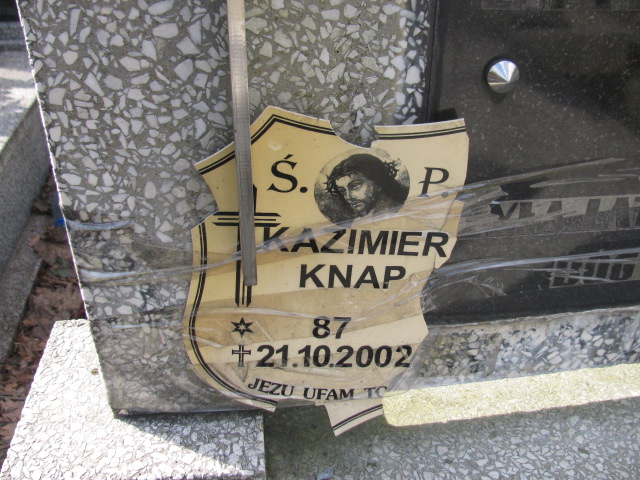 Ś. P.
KAZIMIER
KNAP
87
21.10.2002
JEZU UFAM TO